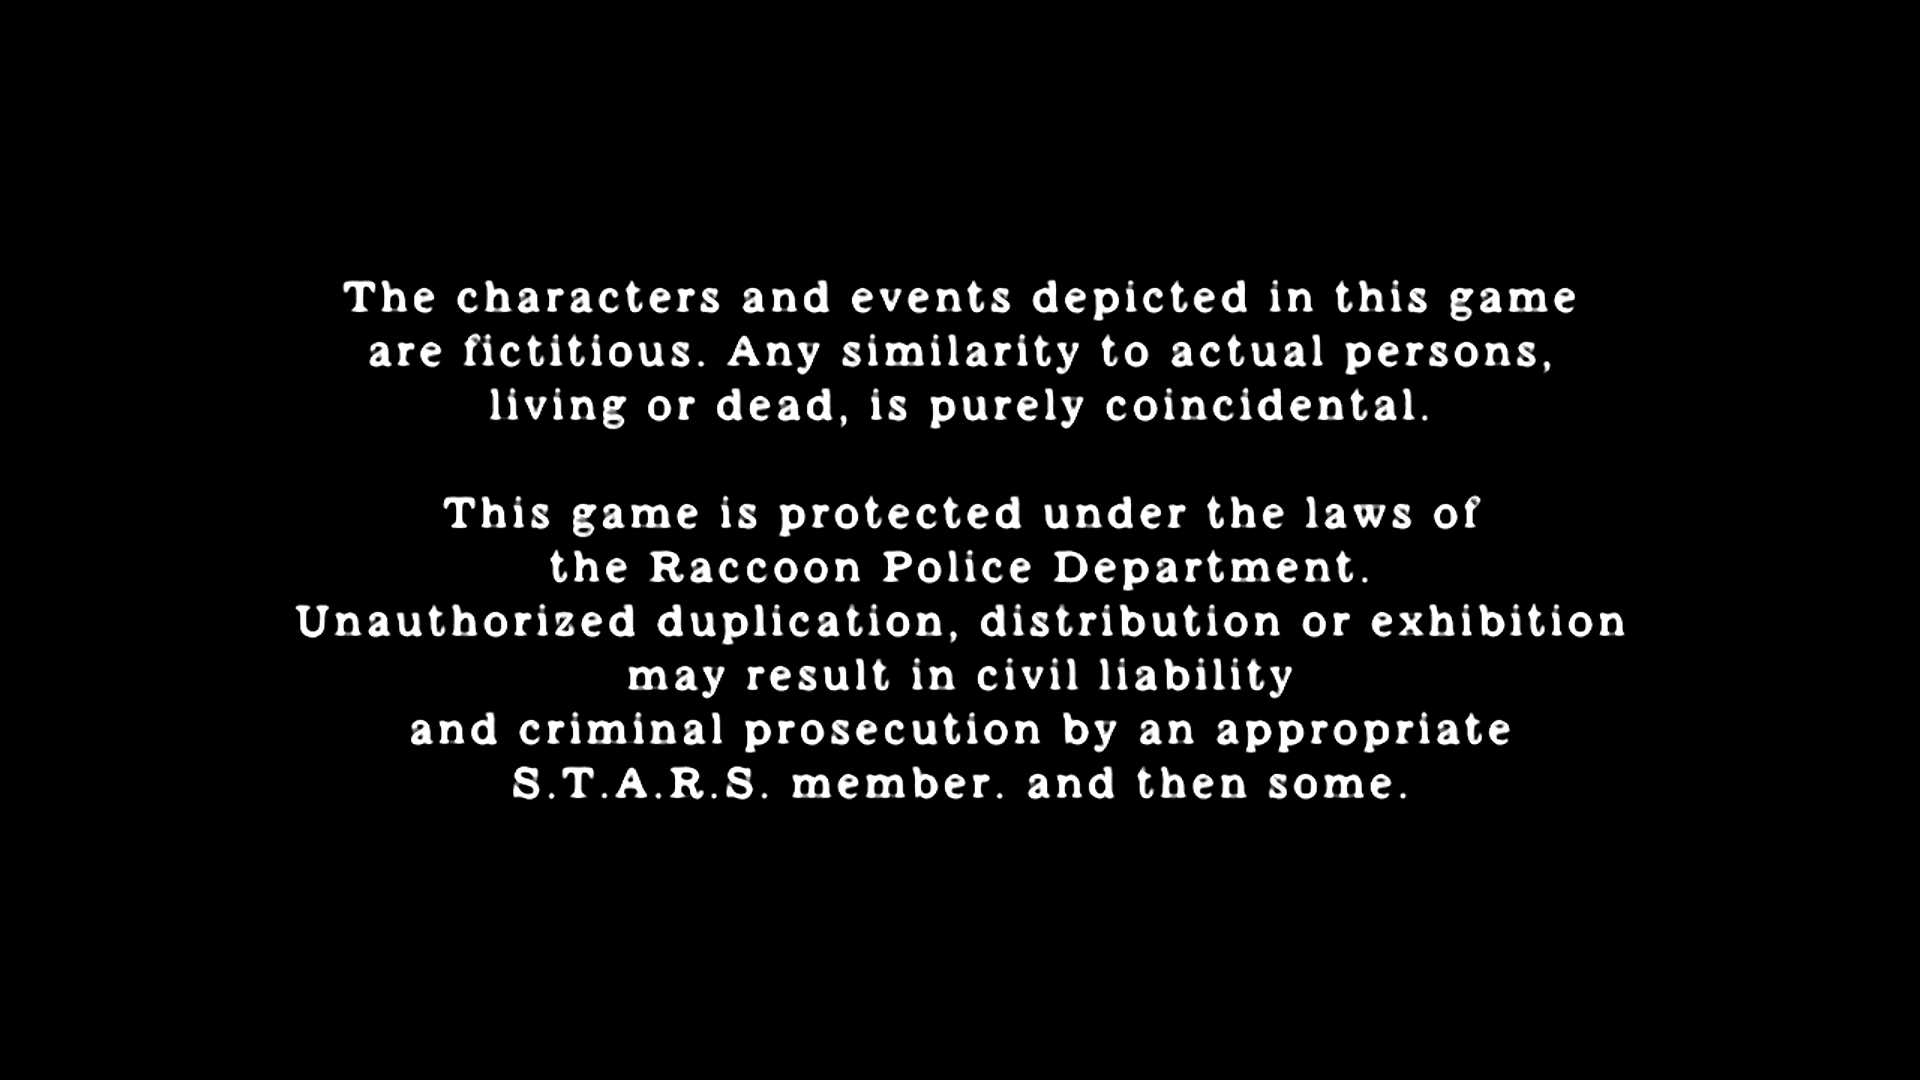 The characters and events depicted in this game
are fictitious. Any similarity to actual persons,
living or dead, is purely coincidental.
This game is protected under the laws of
the Raccoon Police Department.
Unauthorized duplication, distribution or exhibition
may result in civil liability
and criminal prosecution by an appropriate
S.T.A.R.S. member. and then some.